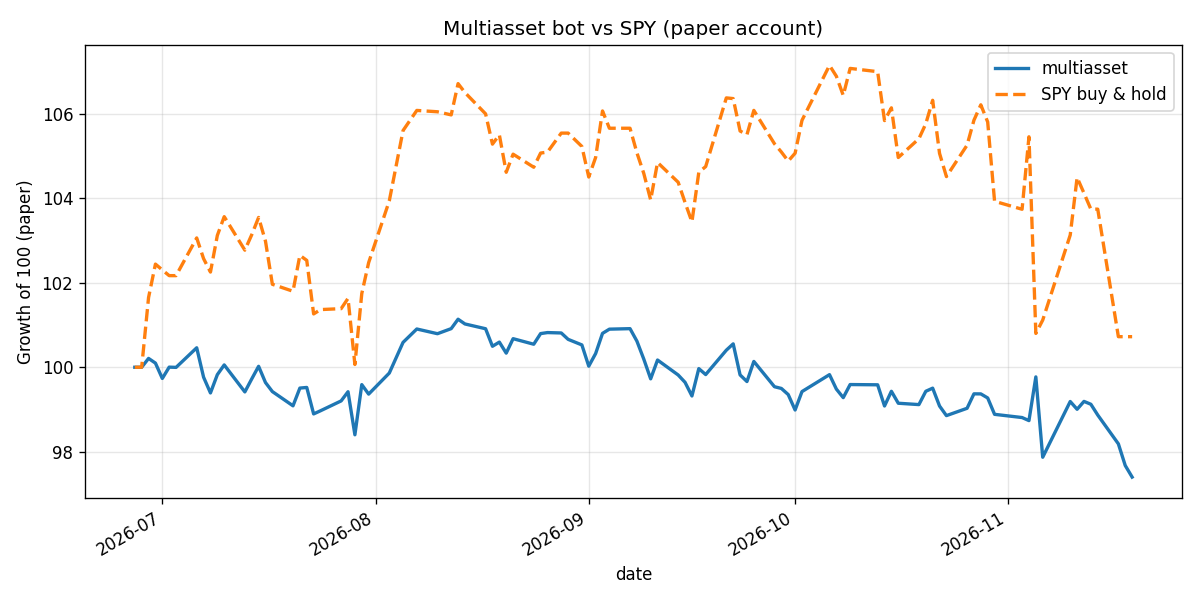 Multiasset bot vs SPY (paper account)
multiasset
SPY buy & hold
Growth of 100 (paper)
106
104
102
100
98
2026-07
2026-08
2026-09
2026-10
2026-11
date